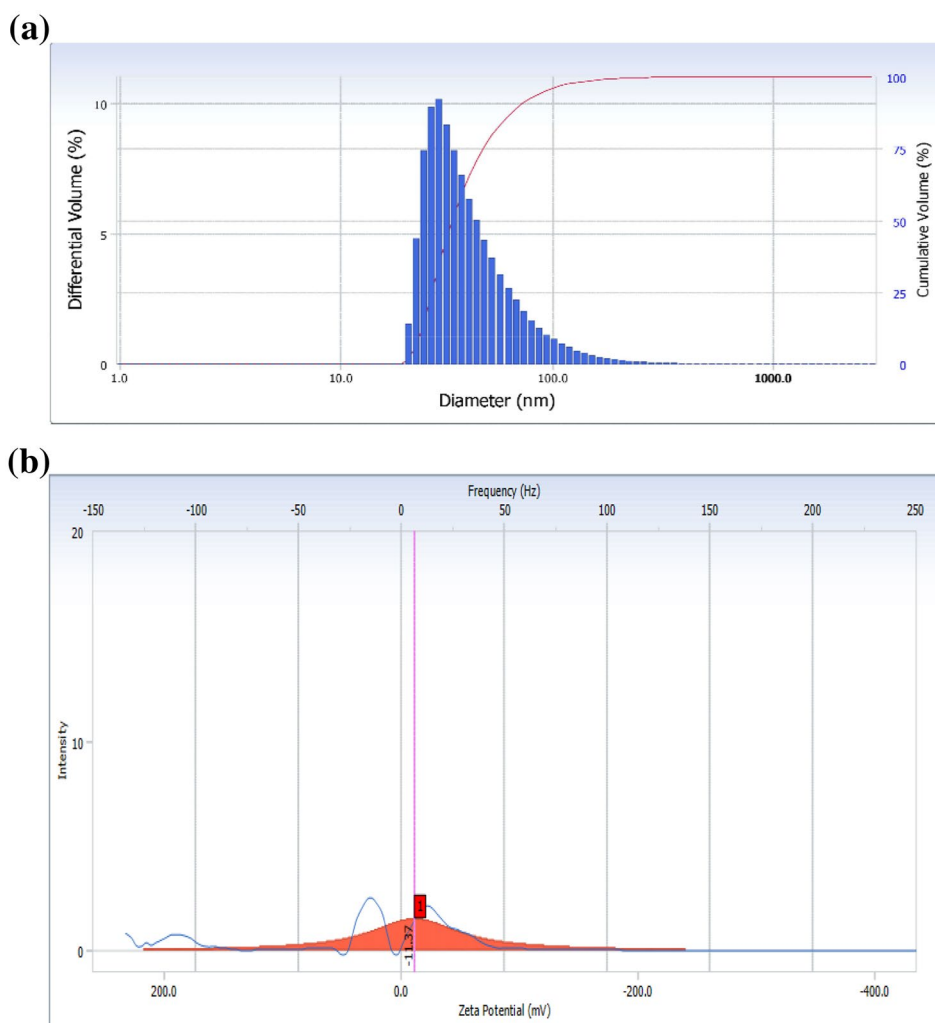 (a)
Differential Volume (%)
10
5
0
100
75
50
25
0
Cumulative Volume (%)
1.0 10.0 100.0 1000.0
Diameter (nm)
(b)
Frequency (Hz)
-150 -100 -50 0 50 100 150 200 250
20
10
0
Intensity
1
-11.37
200.0 0.0 -200.0 -400.0
Zeta Potential (mV)